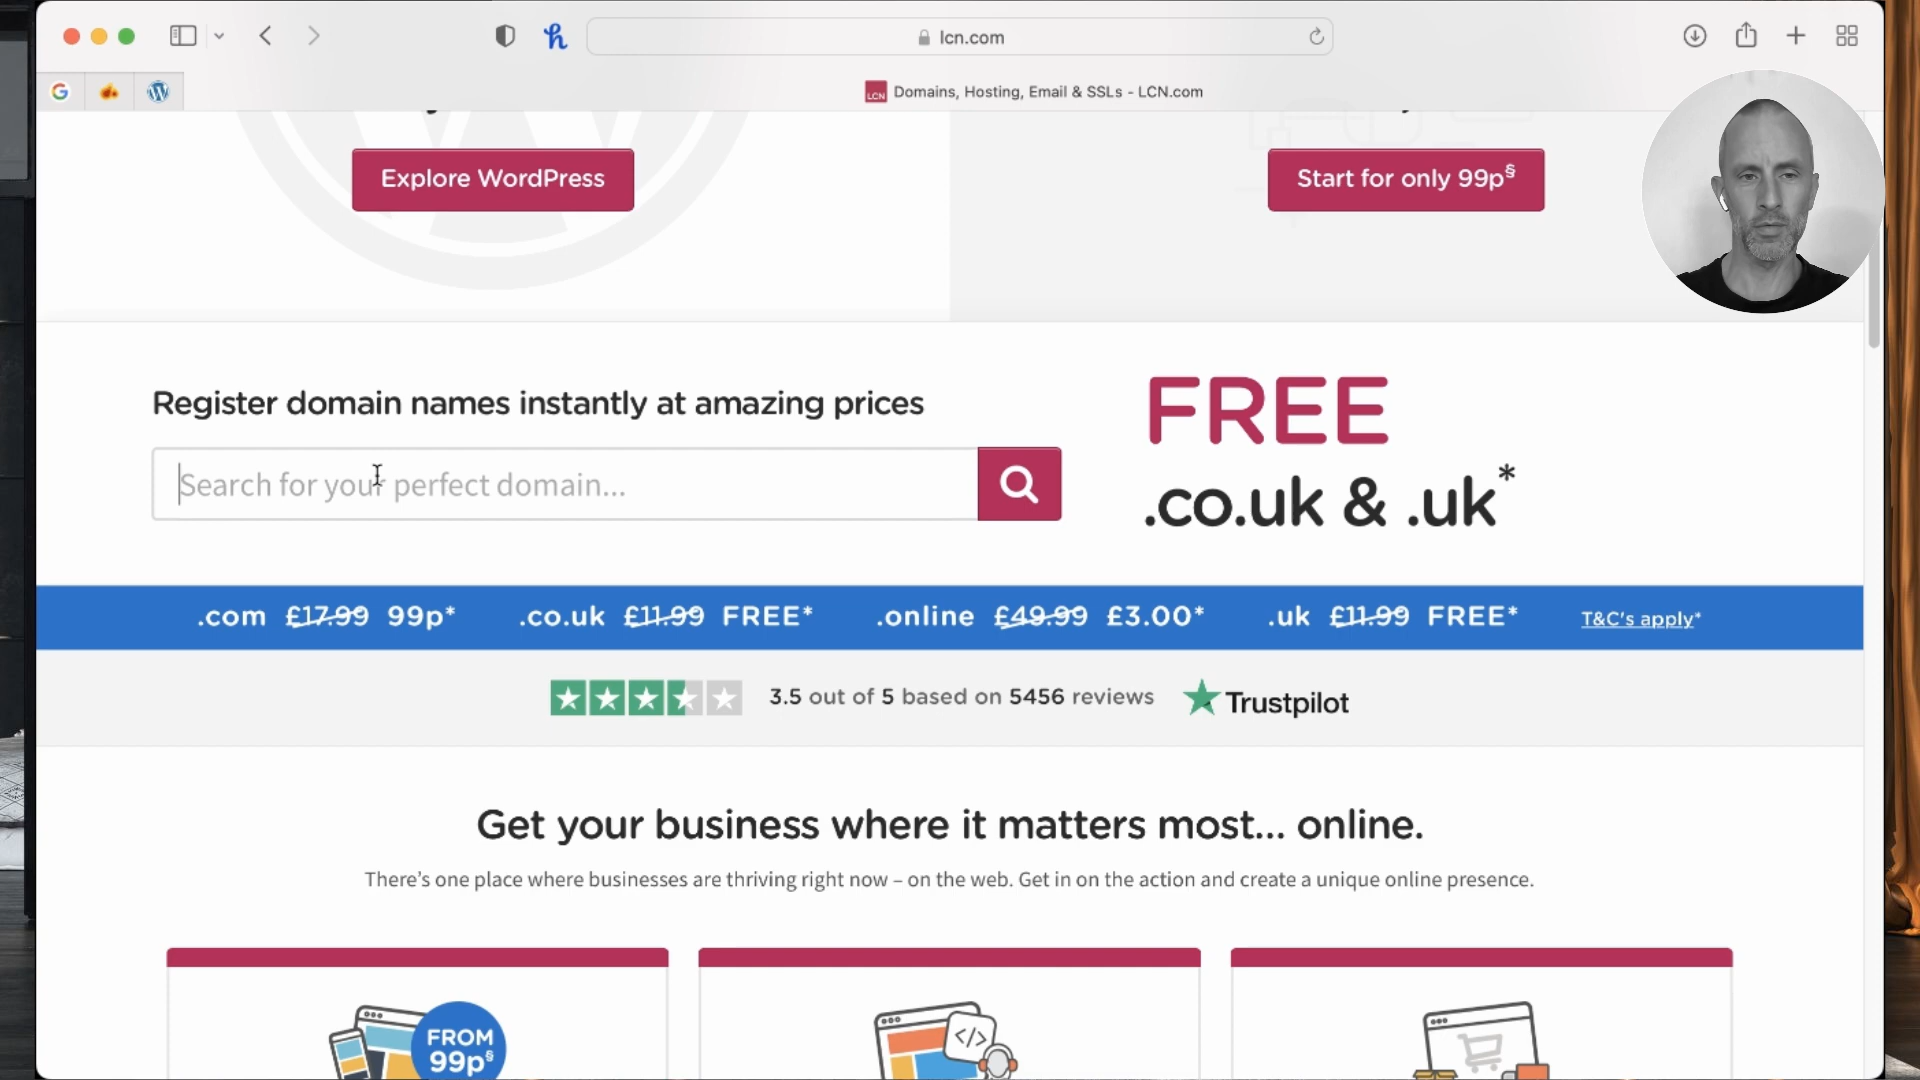 lcn.com
LCN Domains, Hosting, Email & SSLs - LCN.com
Explore WordPress
Start for only 99p§
Register domain names instantly at amazing prices
Search for your perfect domain...
FREE
.co.uk & .uk*
.com £17.99 99p* .co.uk £11.99 FREE* .online £49.99 £3.00* .uk £11.99 FREE* T&C's apply*
3.5 out of 5 based on 5456 reviews Trustpilot
Get your business where it matters most... online.
There's one place where businesses are thriving right now – on the web. Get in on the action and create a unique online presence.
FROM
99p§